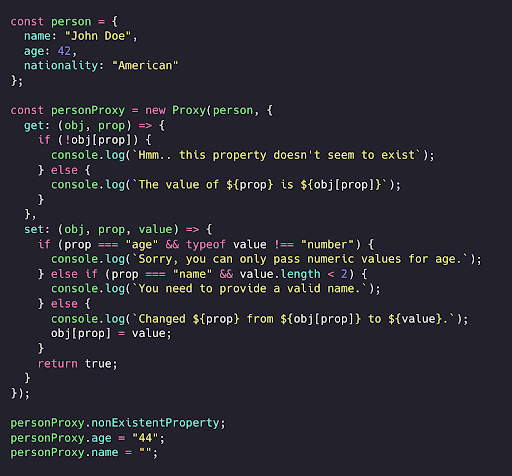 const person = {
  name: "John Doe",
  age: 42,
  nationality: "American"
};

const personProxy = new Proxy(person, {
  get: (obj, prop) => {
    if (!obj[prop]) {
      console.log(`Hmm.. this property doesn't seem to exist`);
    } else {
      console.log(`The value of ${prop} is ${obj[prop]}`);
    }
  },
  set: (obj, prop, value) => {
    if (prop === "age" && typeof value !== "number") {
      console.log(`Sorry, you can only pass numeric values for age.`);
    } else if (prop === "name" && value.length < 2) {
      console.log(`You need to provide a valid name.`);
    } else {
      console.log(`Changed ${prop} from ${obj[prop]} to ${value}.`);
      obj[prop] = value;
    }
    return true;
  }
});

personProxy.nonExistentProperty;
personProxy.age = "44";
personProxy.name = "";